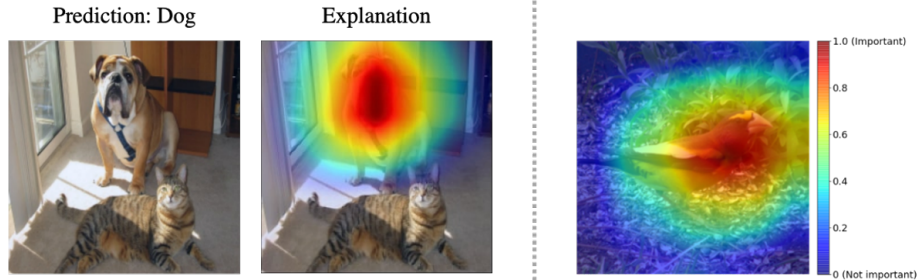 Prediction: Dog
Explanation
1.0 (Important)
0.8
0.6
0.4
0.2
0 (Not important)